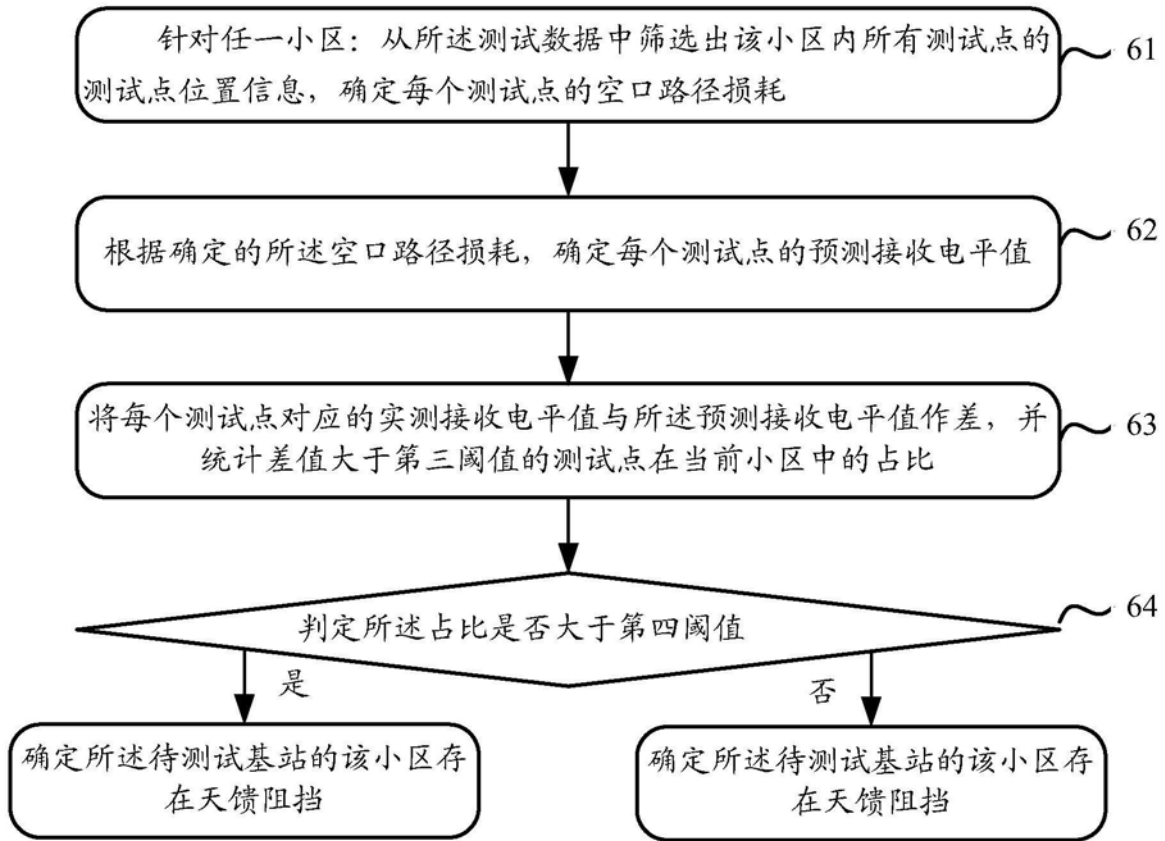 针对任一小区：从所述测试数据中筛选出该小区内所有测试点的
测试点位置信息，确定每个测试点的空口路径损耗
61
根据确定的所述空口路径损耗，确定每个测试点的预测接收电平值
62
将每个测试点对应的实测接收电平值与所述预测接收电平值作差，并
统计差值大于第三阈值的测试点在当前小区中的占比
63
判定所述占比是否大于第四阈值
64
是
否
确定所述待测试基站的该小区存
在天馈阻挡
确定所述待测试基站的该小区存
在天馈阻挡